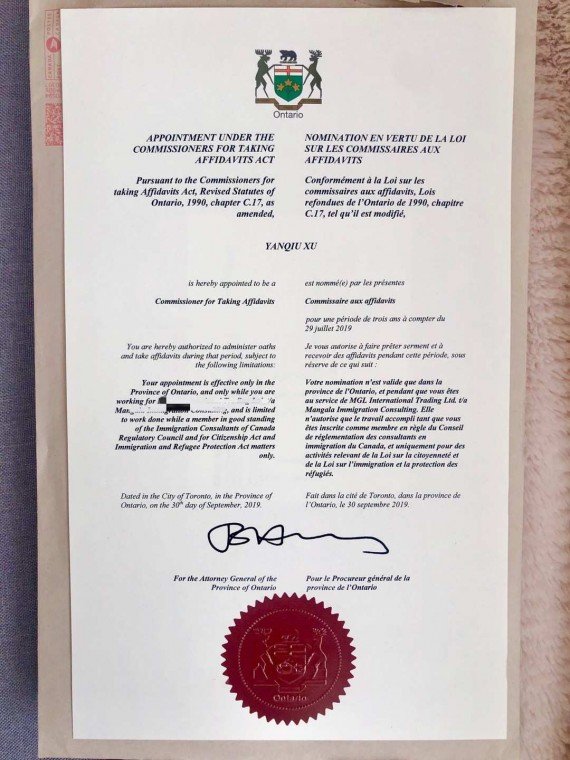 Ontario
APPOINTMENT UNDER THE
COMMISSIONERS FOR TAKING
AFFIDAVITS ACT
Pursuant to the Commissioners for
taking Affidavits Act, Revised Statutes of
Ontario, 1990, chapter C.17, as
amended,
NOMINATION EN VERTU DE LA LOI
SUR LES COMMISSAIRES AUX
AFFIDAVITS
Conformément à la Loi sur les
commissaires aux affidavits, Lois
refondues de l'Ontario de 1990, chapitre
C.17, tel qu'il est modifié,
YANQIU XU
is hereby appointed to be a
Commissioner for Taking Affidavits
est nommé(e) par les présentes
Commissaire aux affidavits
pour une période de trois ans à compter du
29 juillet 2019
You are hereby authorized to administer oaths
and take affidavits during that period, subject to
the following limitations:
Je vous autorise à faire prêter serment et à
recevoir des affidavits pendant cette période, sous
réserve de ce qui suit :
Your appointment is effective only in the
Province of Ontario, and only while you are
working for
and is limited
to work done while a member in good standing
of the Immigration Consultants of Canada
Regulatory Council and for Citizenship Act and
Immigration and Refugee Protection Act matters
only.
Votre nomination n'est valide que dans la
province de l'Ontario, et pendant que vous êtes
au service de MGL International Trading Ltd. t/a
Mangala Immigration Consulting. Elle
n'autorise que le travail accompli tant que vous
êtes inscrite comme membre en règle du Conseil
de réglementation des consultants en
immigration du Canada, et uniquement pour des
activités relevant de la Loi sur la citoyenneté et
de la Loi sur l'immigration et la protection des
réfugiés.
Dated in the City of Toronto, in the Province of
Ontario, on the 30th day of September, 2019.
Fait dans la cité de Toronto, dans la province de
l'Ontario, le 30 septembre 2019.
For the Attorney General of the
Province of Ontario
Pour le Procureur général de la
province de l'Ontario
Ontario